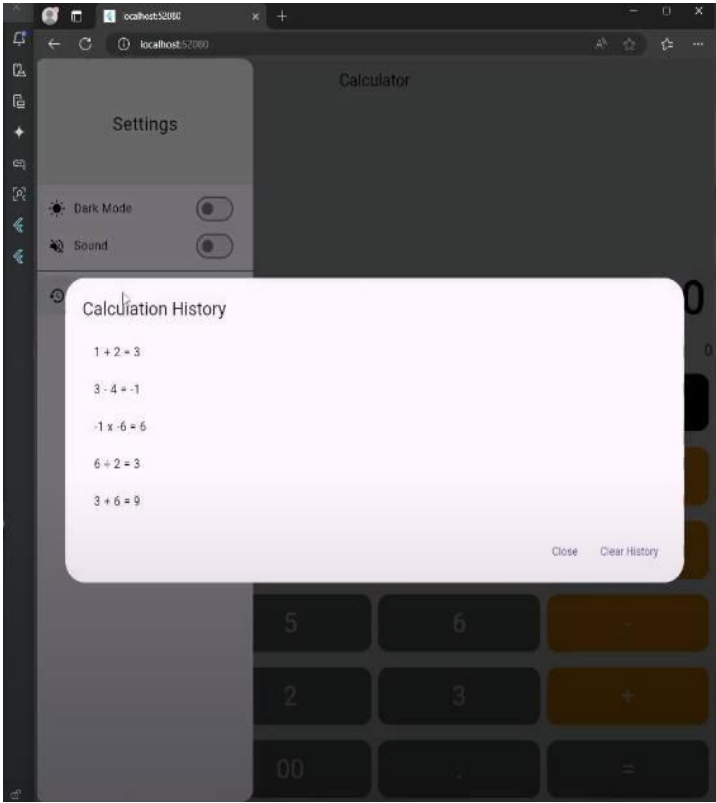 localhost:52080
localhost:52080
Calculator
Settings
Dark Mode
Sound
0
Calculation History
0
1 + 2 = 3
3 - 4 = -1
-1 x -6 = 6
6 ÷ 2 = 3
3 + 6 = 9
Close Clear History
5 6 -
2 3 +
00 . =